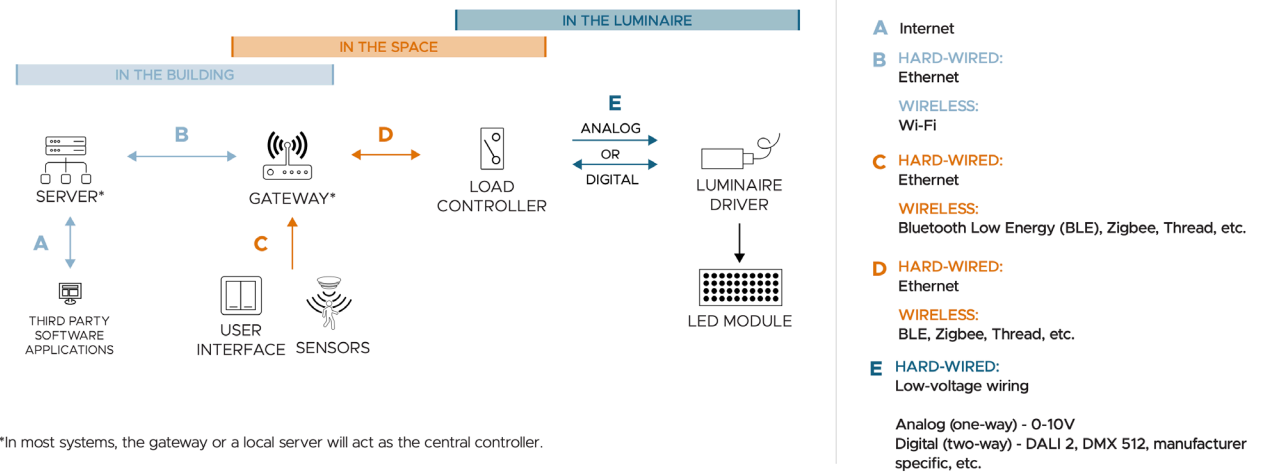 IN THE LUMINAIRE
IN THE SPACE
IN THE BUILDING
SERVER*
B
GATEWAY*
D
LOAD
CONTROLLER
E
ANALOG
OR
DIGITAL
LUMINAIRE
DRIVER
A
C
THIRD PARTY
SOFTWARE
APPLICATIONS
USER
INTERFACE
SENSORS
LED MODULE
*In most systems, the gateway or a local server will act as the central controller.
A Internet
B HARD-WIRED:
Ethernet
WIRELESS:
Wi-Fi
C HARD-WIRED:
Ethernet
WIRELESS:
Bluetooth Low Energy (BLE), Zigbee, Thread, etc.
D HARD-WIRED:
Ethernet
WIRELESS:
BLE, Zigbee, Thread, etc.
E HARD-WIRED:
Low-voltage wiring
Analog (one-way) - 0-10V
Digital (two-way) - DALI 2, DMX 512, manufacturer
specific, etc.